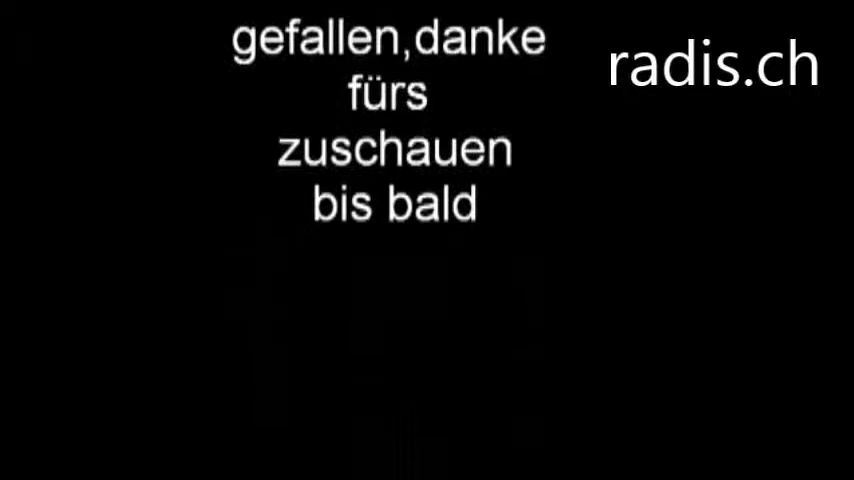 gefallen,danke
fürs
zuschauen
bis bald
radis.ch